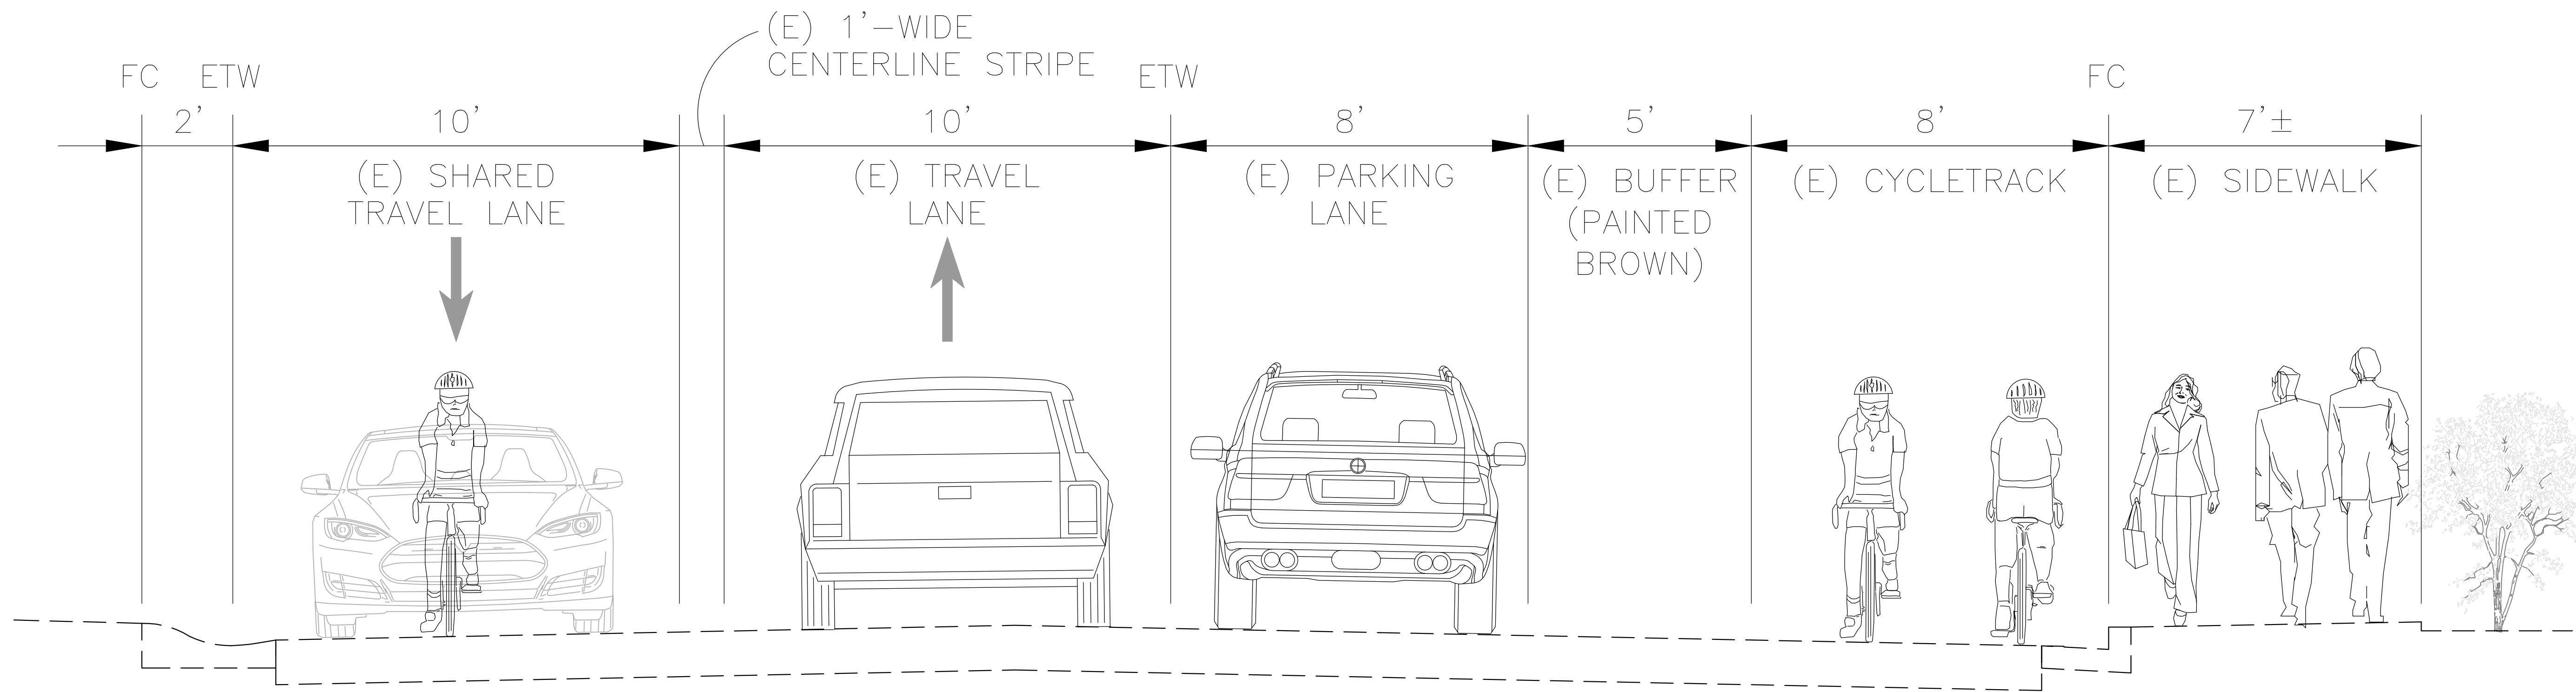 (E) 1'-WIDE
CENTERLINE STRIPE
FC ETW ETW FC
2' 10' 10' 8' 5' 8' 7'±
(E) SHARED
TRAVEL LANE
(E) TRAVEL
LANE
(E) PARKING
LANE
(E) BUFFER
(PAINTED
BROWN)
(E) CYCLETRACK
(E) SIDEWALK